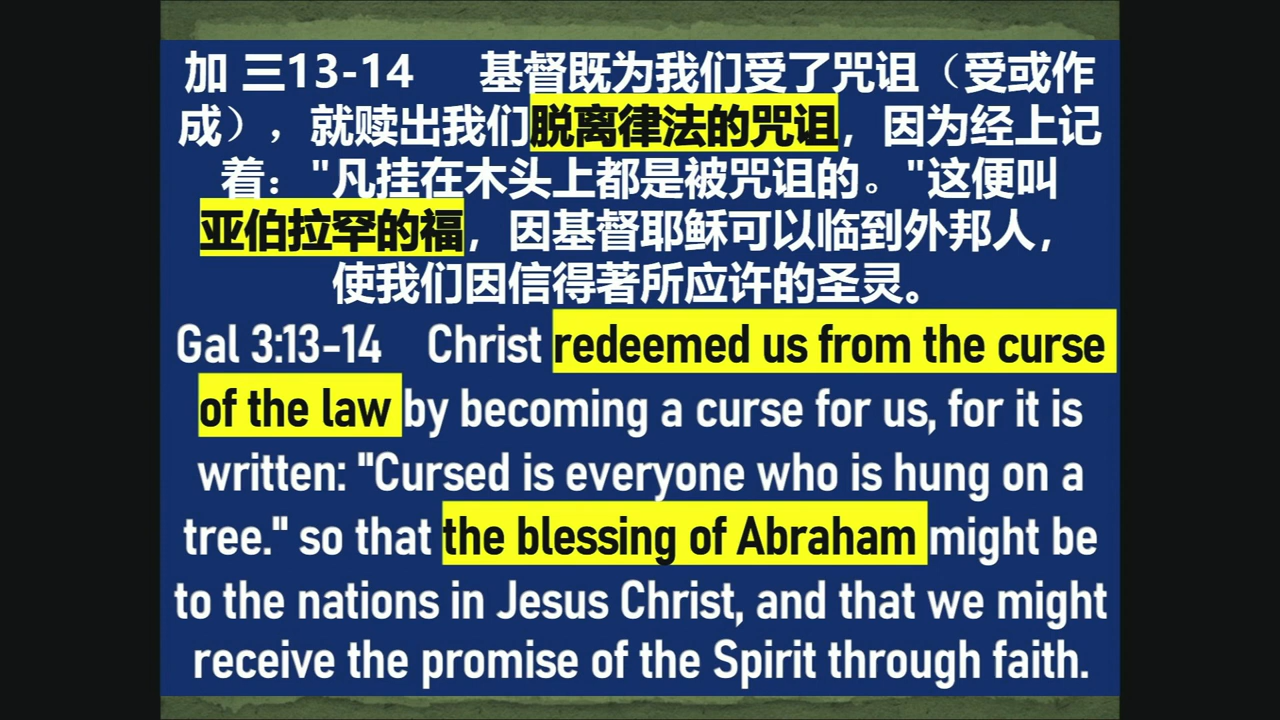 加 三13-14 基督既为我们受了咒诅（受或作
成），就赎出我们脱离律法的咒诅，因为经上记
着："凡挂在木头上都是被咒诅的。"这便叫
亚伯拉罕的福，因基督耶稣可以临到外邦人，
使我们因信得著所应许的圣灵。
Gal 3:13-14 Christ redeemed us from the curse
of the law by becoming a curse for us, for it is
written: "Cursed is everyone who is hung on a
tree." so that the blessing of Abraham might be
to the nations in Jesus Christ, and that we might
receive the promise of the Spirit through faith.